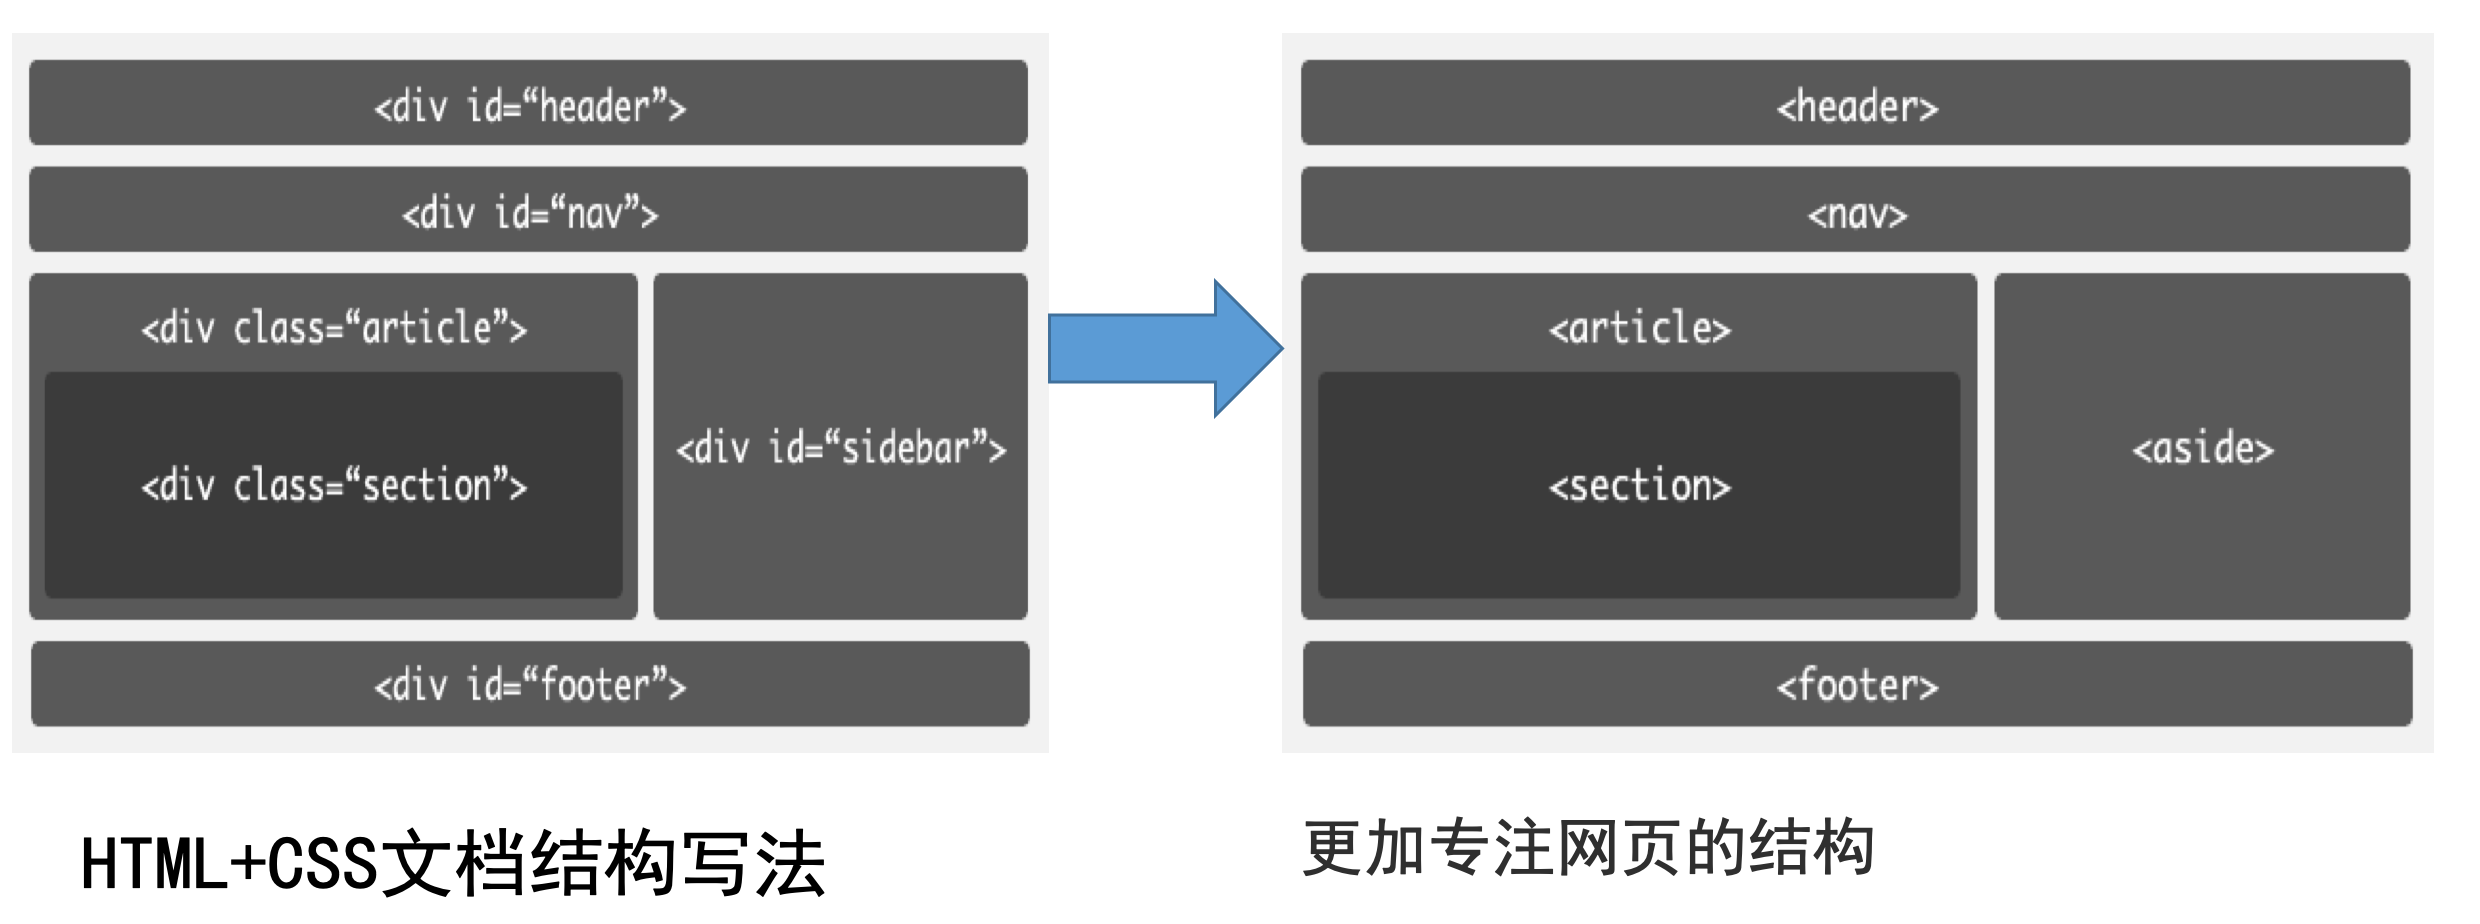 <div id=“header”>
<div id=“nav”>
<div class=“article”>
<div class=“section”>
<div id=“sidebar”>
<div id=“footer”>
HTML+CSS文档结构写法
<header>
<nav>
<article>
<section>
<aside>
<footer>
更加专注网页的结构